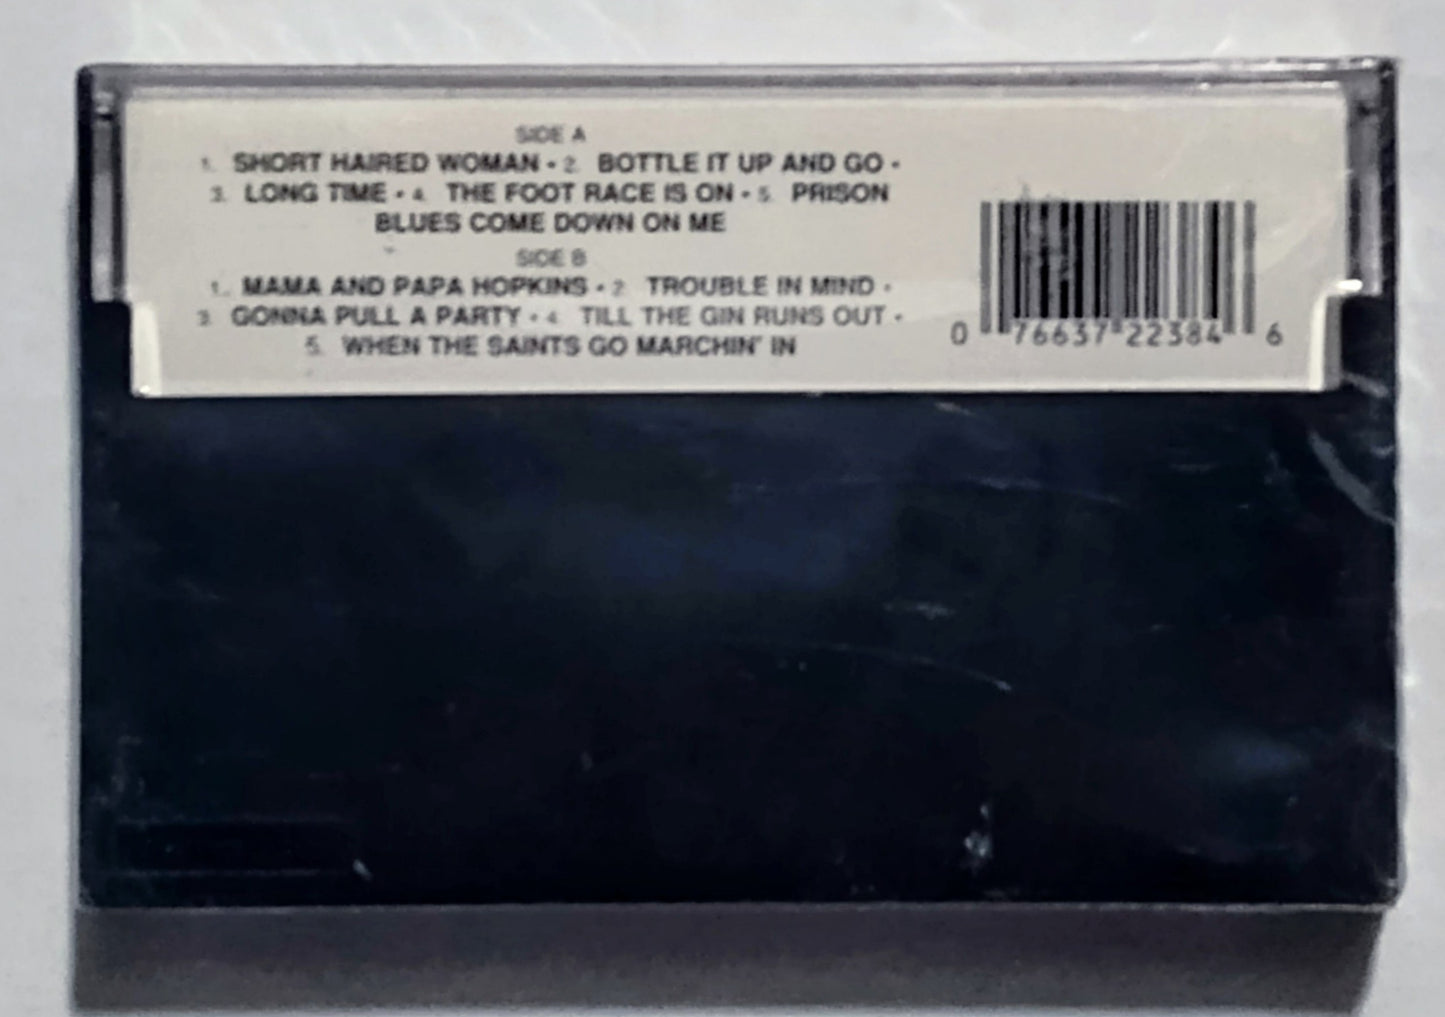 SIDE A
1. SHORT HAIRED WOMAN • 2. BOTTLE IT UP AND GO •
3. LONG TIME • 4. THE FOOT RACE IS ON • 5. PRISON
BLUES COME DOWN ON ME
SIDE B
1. MAMA AND PAPA HOPKINS • 2. TROUBLE IN MIND •
3. GONNA PULL A PARTY • 4. TILL THE GIN RUNS OUT •
5. WHEN THE SAINTS GO MARCHIN' IN
0 76637 22384 6